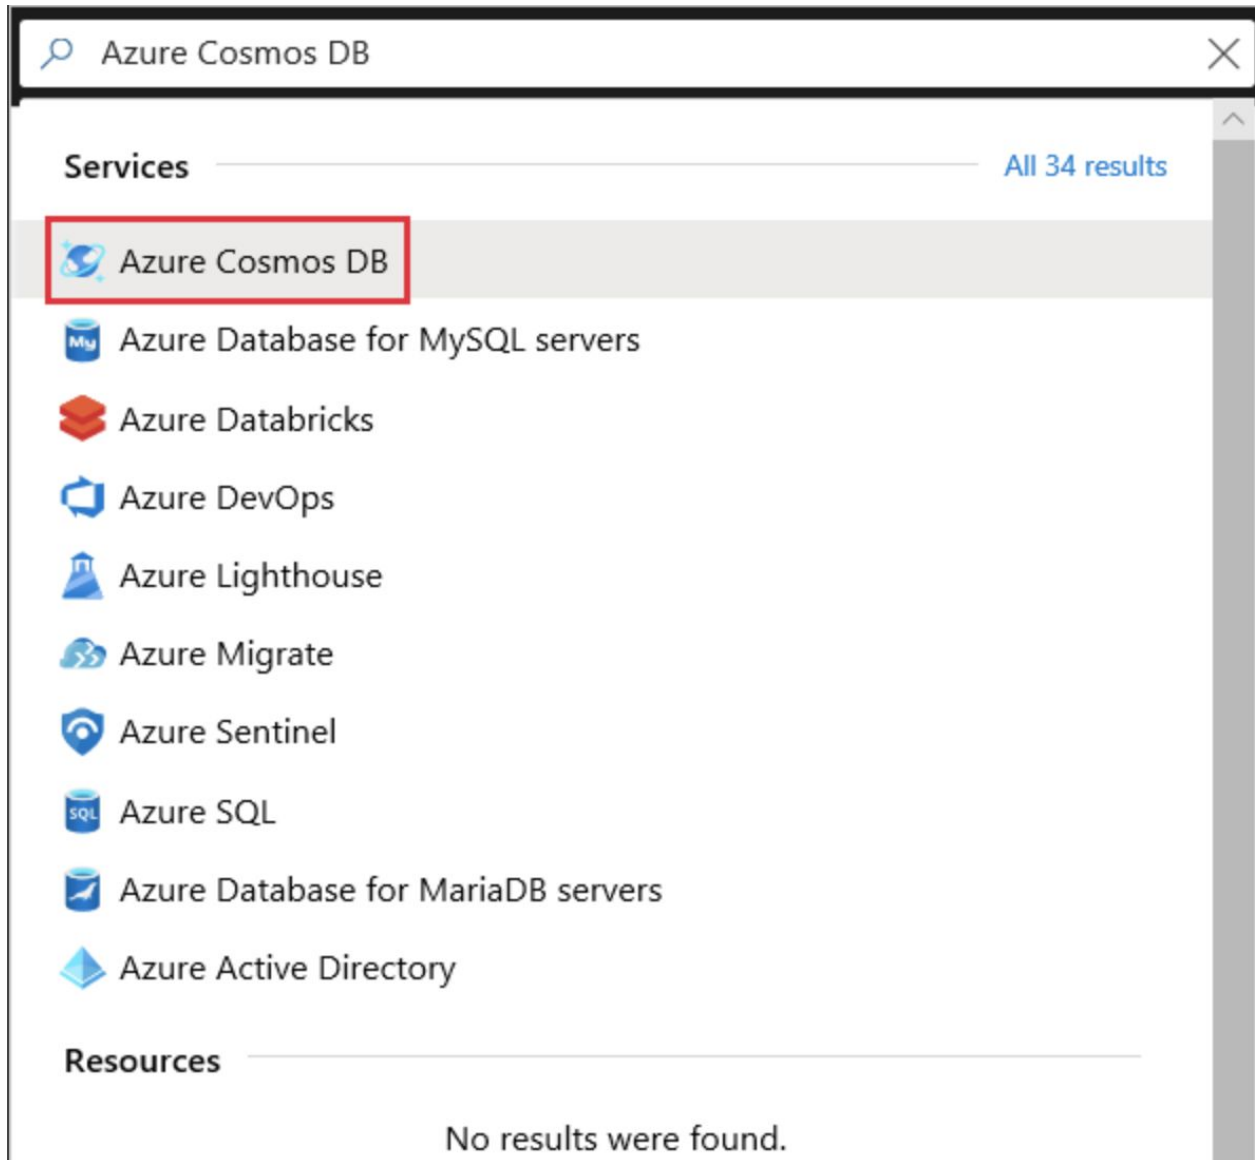 Azure Cosmos DB
Services All 34 results
Azure Cosmos DB
My Azure Database for MySQL servers
Azure Databricks
Azure DevOps
Azure Lighthouse
Azure Migrate
Azure Sentinel
SQL Azure SQL
Azure Database for MariaDB servers
Azure Active Directory
Resources
No results were found.